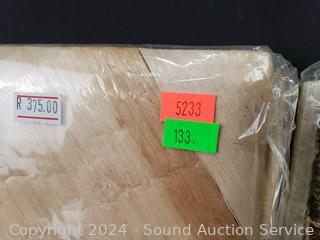 R 375.00
5233
133.
Copyright 2024 - Sound Auction Service